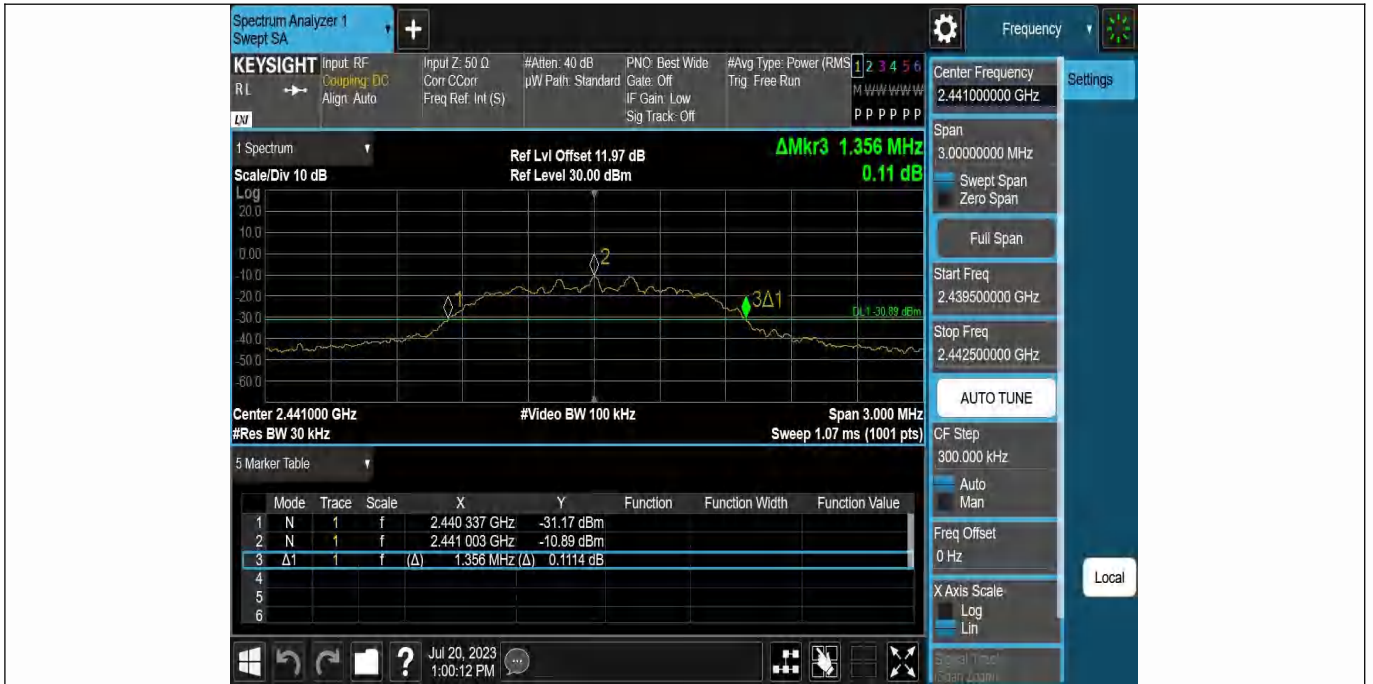 Spectrum Analyzer 1
Swept SA
+
Frequency
KEYSIGHT
R L
LXI
Input: RF
Coupling: DC
Align: Auto
Input Z: 50 Ω
Corr CCorr
Freq Ref: Int (S)
#Atten: 40 dB
µW Path: Standard
PNO: Best Wide
Gate: Off
IF Gain: Low
Sig Track: Off
#Avg Type: Power (RMS
Trig: Free Run
1 2 3 4 5 6
M W W W W W
P P P P P P
1 Spectrum
Scale/Div 10 dB
Ref Lvl Offset 11.97 dB
Ref Level 30.00 dBm
ΔMkr3 1.356 MHz
0.11 dB
Log
20.0
10.0
0.00
-10.0
-20.0
-30.0
-40.0
-50.0
-60.0
1
2
3Δ1
DL1 -30.89 dBm
Center 2.441000 GHz
#Video BW 100 kHz
Span 3.000 MHz
#Res BW 30 kHz
Sweep 1.07 ms (1001 pts)
5 Marker Table
Mode Trace Scale X Y Function Function Width Function Value
1 N 1 f 2.440 337 GHz -31.17 dBm
2 N 1 f 2.441 003 GHz -10.89 dBm
3 Δ1 1 f (Δ) 1.356 MHz (Δ) 0.1114 dB
4
5
6
?
Jul 20, 2023
1:00:12 PM
Center Frequency
2.441000000 GHz
Settings
Span
3.00000000 MHz
Swept Span
Zero Span
Full Span
Start Freq
2.439500000 GHz
Stop Freq
2.442500000 GHz
AUTO TUNE
CF Step
300.000 kHz
Auto
Man
Freq Offset
0 Hz
X Axis Scale
Log
Lin
Signal Track
(Span Zoom)
Local